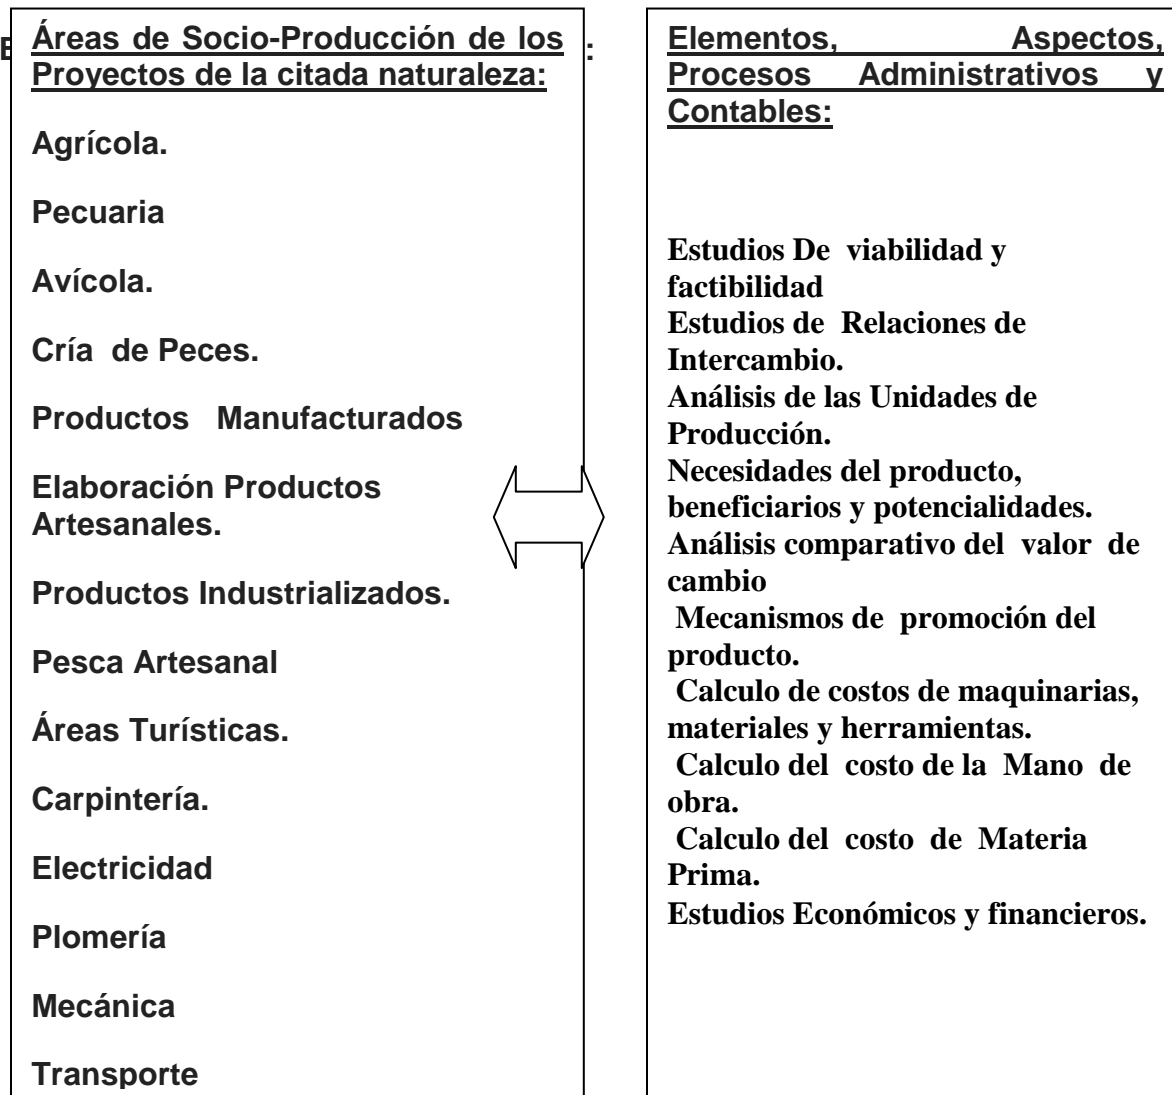 Áreas de Socio-Producción de los
Proyectos de la citada naturaleza:
Agrícola.
Pecuaria
Avícola.
Cría de Peces.
Productos Manufacturados
Elaboración Productos
Artesanales.
Productos Industrializados.
Pesca Artesanal
Áreas Turísticas.
Carpintería.
Electricidad
Plomería
Mecánica
Transporte
Elementos, Aspectos,
Procesos Administrativos y
Contables:
Estudios De viabilidad y
factibilidad
Estudios de Relaciones de
Intercambio.
Análisis de las Unidades de
Producción.
Necesidades del producto,
beneficiarios y potencialidades.
Análisis comparativo del valor de
cambio
Mecanismos de promoción del
producto.
Calculo de costos de maquinarias,
materiales y herramientas.
Calculo del costo de la Mano de
obra.
Calculo del costo de Materia
Prima.
Estudios Económicos y financieros.